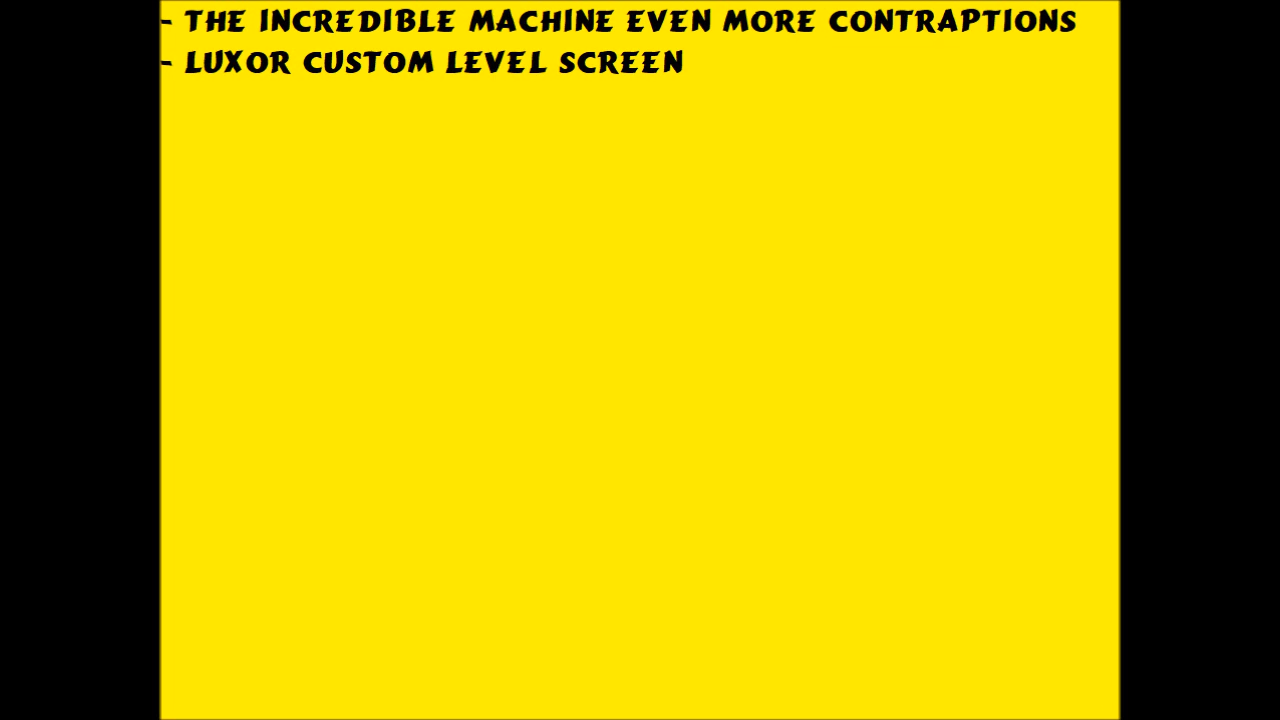 - THE INCREDIBLE MACHINE EVEN MORE CONTRAPTIONS
- LUXOR CUSTOM LEVEL SCREEN